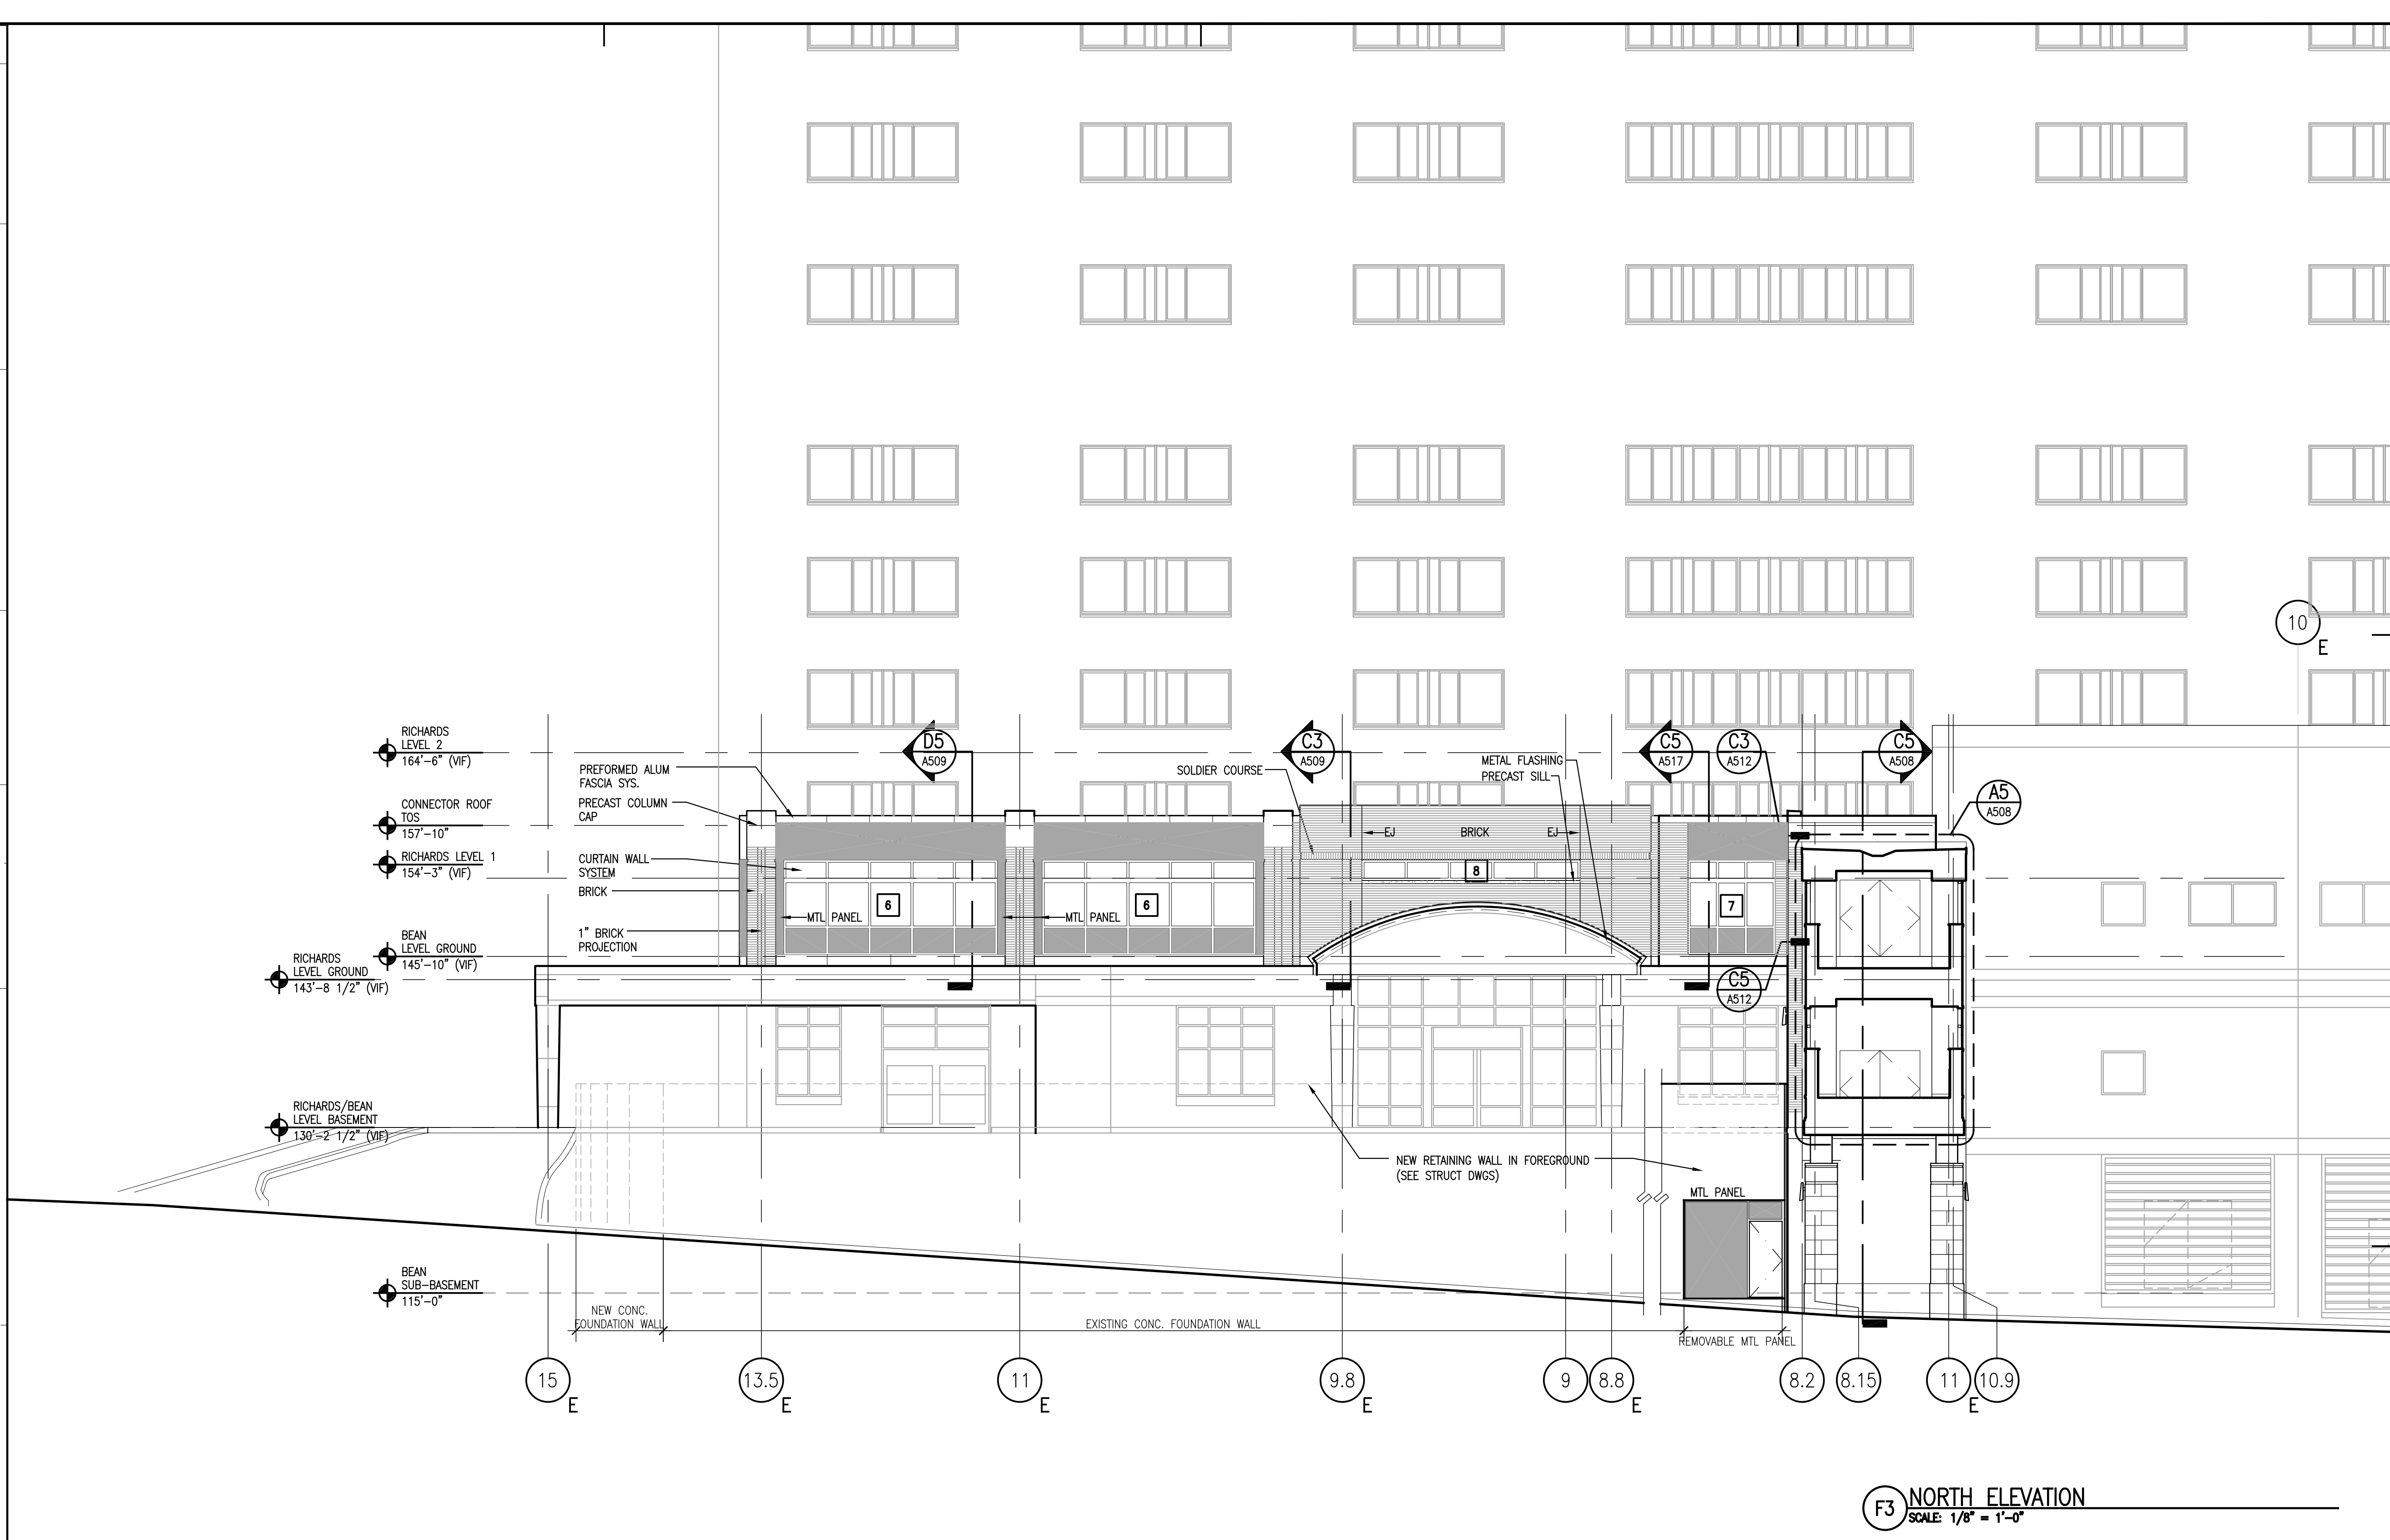 10
E
RICHARDS
LEVEL 2
164'-6" (VIF)
D5
A509
C3
A509
C5
A517
C3
A512
C5
A508
PREFORMED ALUM
FASCIA SYS.
SOLDIER COURSE
METAL FLASHING
PRECAST SILL
A5
A508
CONNECTOR ROOF
TOS
157'-10"
PRECAST COLUMN
CAP
EJ
BRICK
EJ
RICHARDS LEVEL 1
154'-3" (VIF)
CURTAIN WALL
SYSTEM
BRICK
8
6
6
7
MTL PANEL
MTL PANEL
1" BRICK
PROJECTION
BEAN
LEVEL GROUND
145'-10" (VIF)
RICHARDS
LEVEL GROUND
143'-8 1/2" (VIF)
C5
A512
RICHARDS/BEAN
LEVEL BASEMENT
130'-2 1/2" (VIF)
NEW RETAINING WALL IN FOREGROUND
(SEE STRUCT DWGS)
MTL PANEL
BEAN
SUB-BASEMENT
115'-0"
NEW CONC.
FOUNDATION WALL
EXISTING CONC. FOUNDATION WALL
REMOVABLE MTL PANEL
15
E
13.5
E
11
E
9.8
E
9
8.8
E
8.2
8.15
11
E
10.9
F3
NORTH ELEVATION
SCALE: 1/8" = 1'-0"